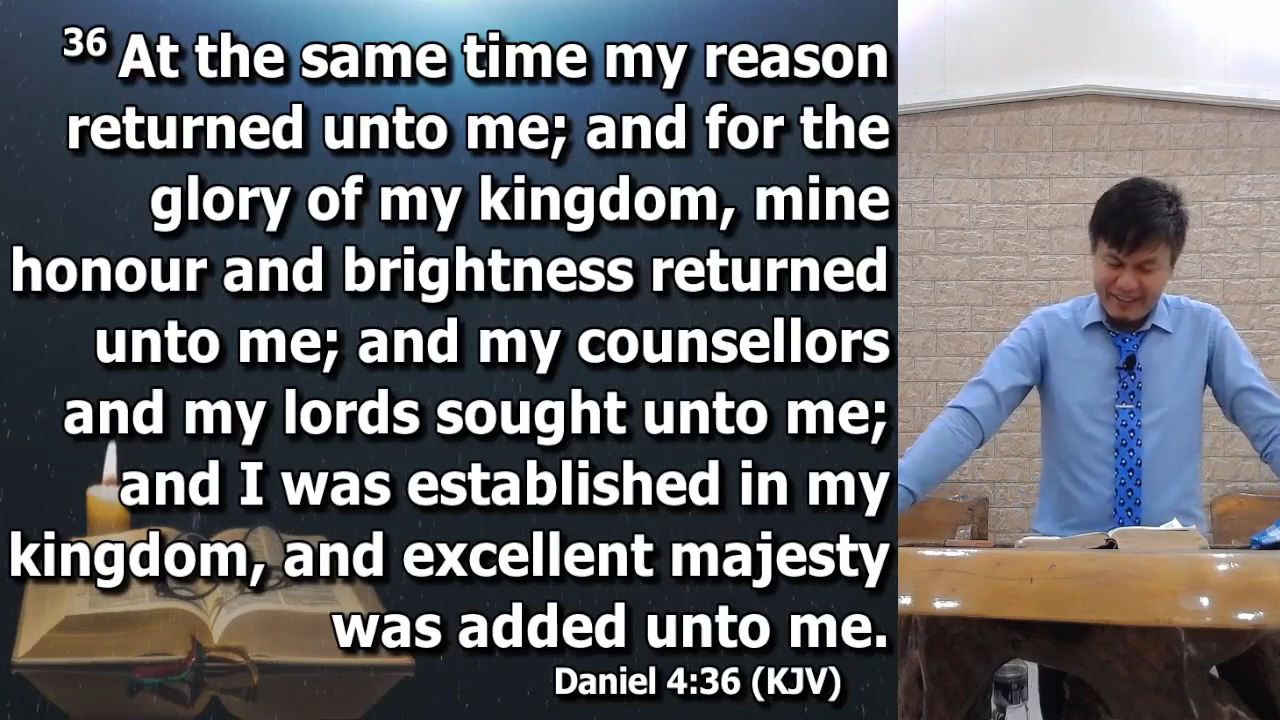 36 At the same time my reason
returned unto me; and for the
glory of my kingdom, mine
honour and brightness returned
unto me; and my counsellors
and my lords sought unto me;
and I was established in my
kingdom, and excellent majesty
was added unto me.
Daniel 4:36 (KJV)